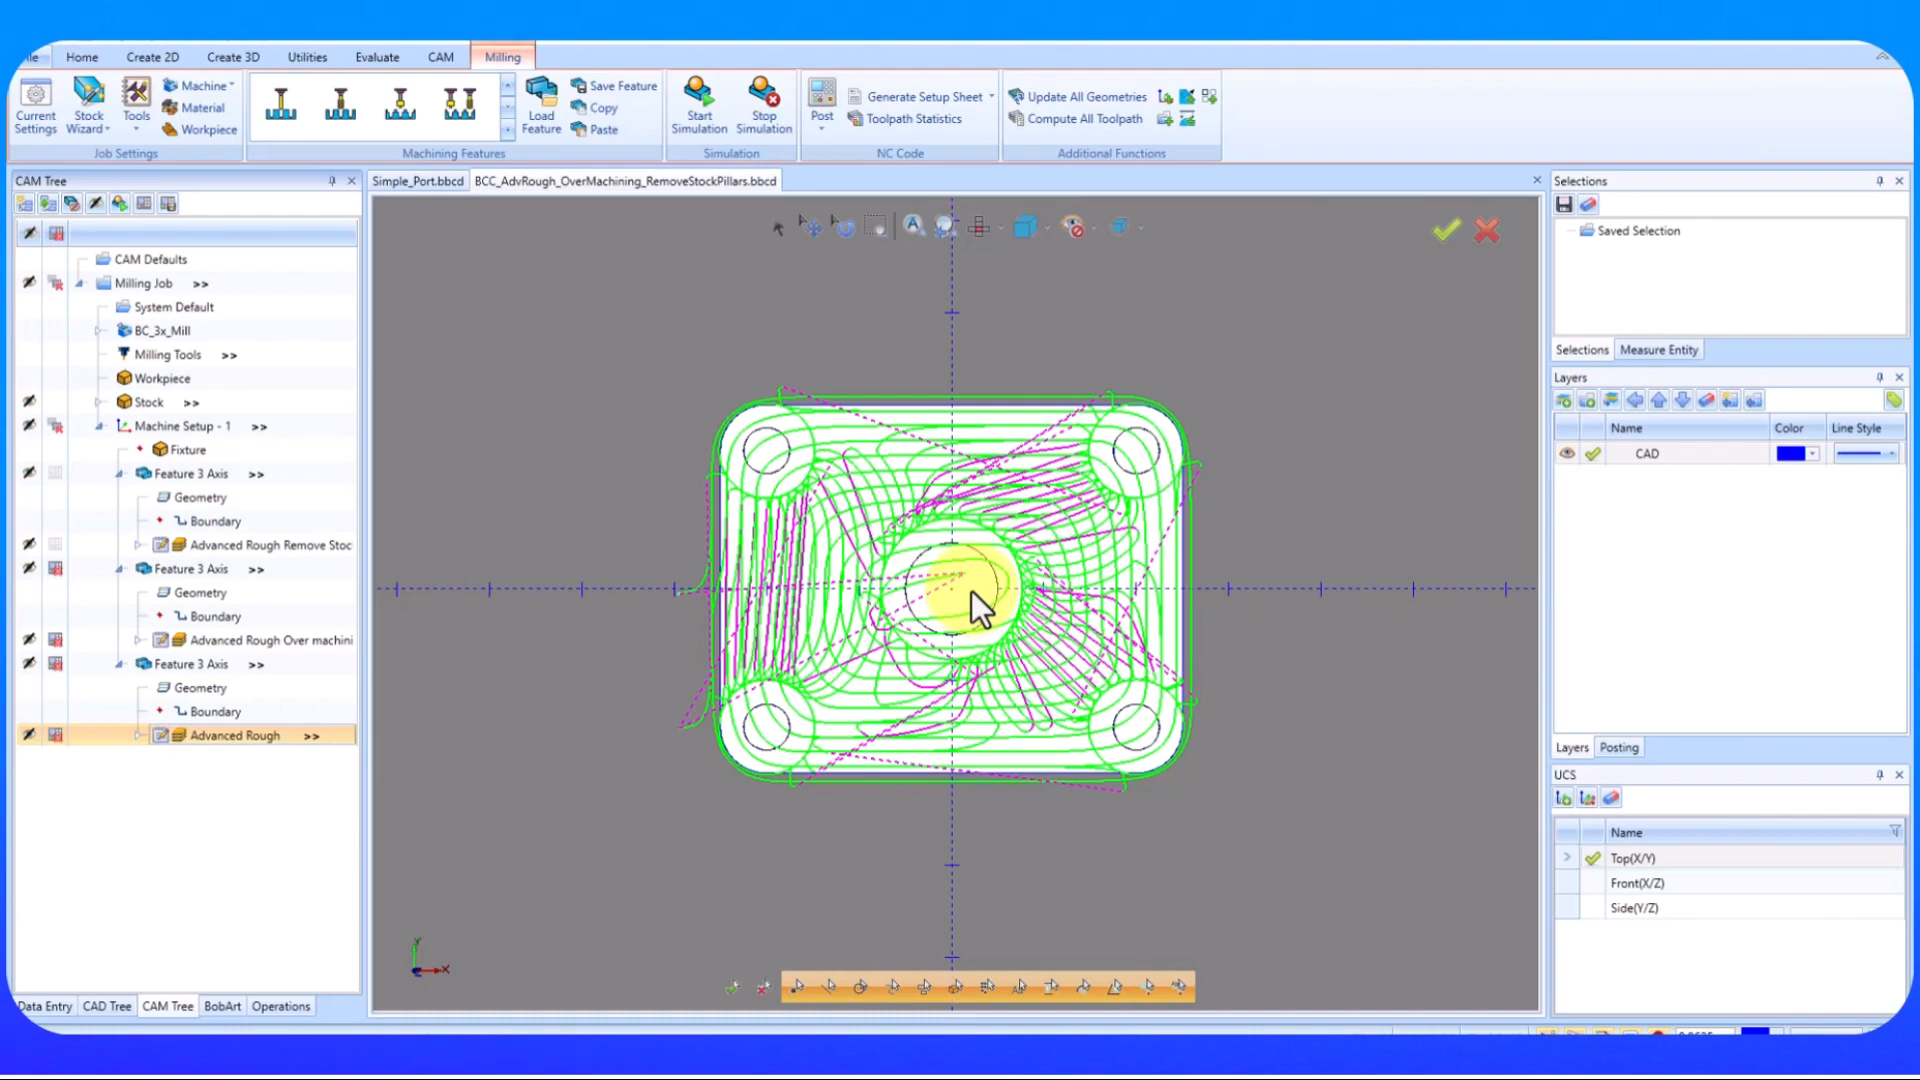 Home Create 2D Create 3D Utilities Evaluate CAM Milling
Current Settings
Stock Wizard
Tools
Machine
Material
Workpiece
Job Settings
Load Feature
Save Feature
Copy
Paste
Machining Features
Start Simulation
Stop Simulation
Simulation
Post
Generate Setup Sheet
Toolpath Statistics
NC Code
Update All Geometries
Compute All Toolpath
Additional Functions
CAM Tree
CAM Defaults
Milling Job >>
System Default
BC_3x_Mill
Milling Tools >>
Workpiece
Stock >>
Machine Setup - 1 >>
Fixture
Feature 3 Axis >>
Geometry
Boundary
Advanced Rough Remove Stoc
Feature 3 Axis >>
Geometry
Boundary
Advanced Rough Over machini
Feature 3 Axis >>
Geometry
Boundary
Advanced Rough >>
Data Entry CAD Tree CAM Tree BobArt Operations
Simple_Port.bbcd BCC_AdvRough_OverMachining_RemoveStockPillars.bbcd
Y
X
Selections
Saved Selection
Selections Measure Entity
Layers
Name Color Line Style
CAD
Layers Posting
UCS
Name
Top(X/Y)
Front(X/Z)
Side(Y/Z)